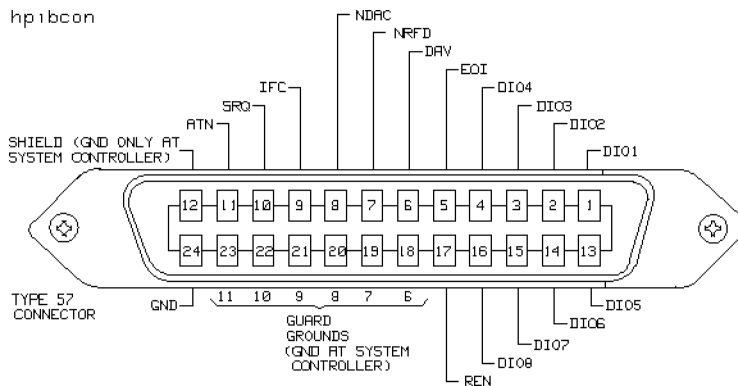 hpibcon
NDAC
NRFD
DAV
EOI
IFC
DIO4
SRQ
DIO3
ATN
DIO2
SHIELD (GND ONLY AT
SYSTEM CONTROLLER)
DIO1
12 11 10 9 8 7 6 5 4 3 2 1
24 23 22 21 20 19 18 17 16 15 14 13
TYPE 57
CONNECTOR
GND
11 10 9 8 7 6
DIO5
GUARD
GROUNDS
(GND AT SYSTEM
CONTROLLER)
DIO6
DIO7
DIO8
REN